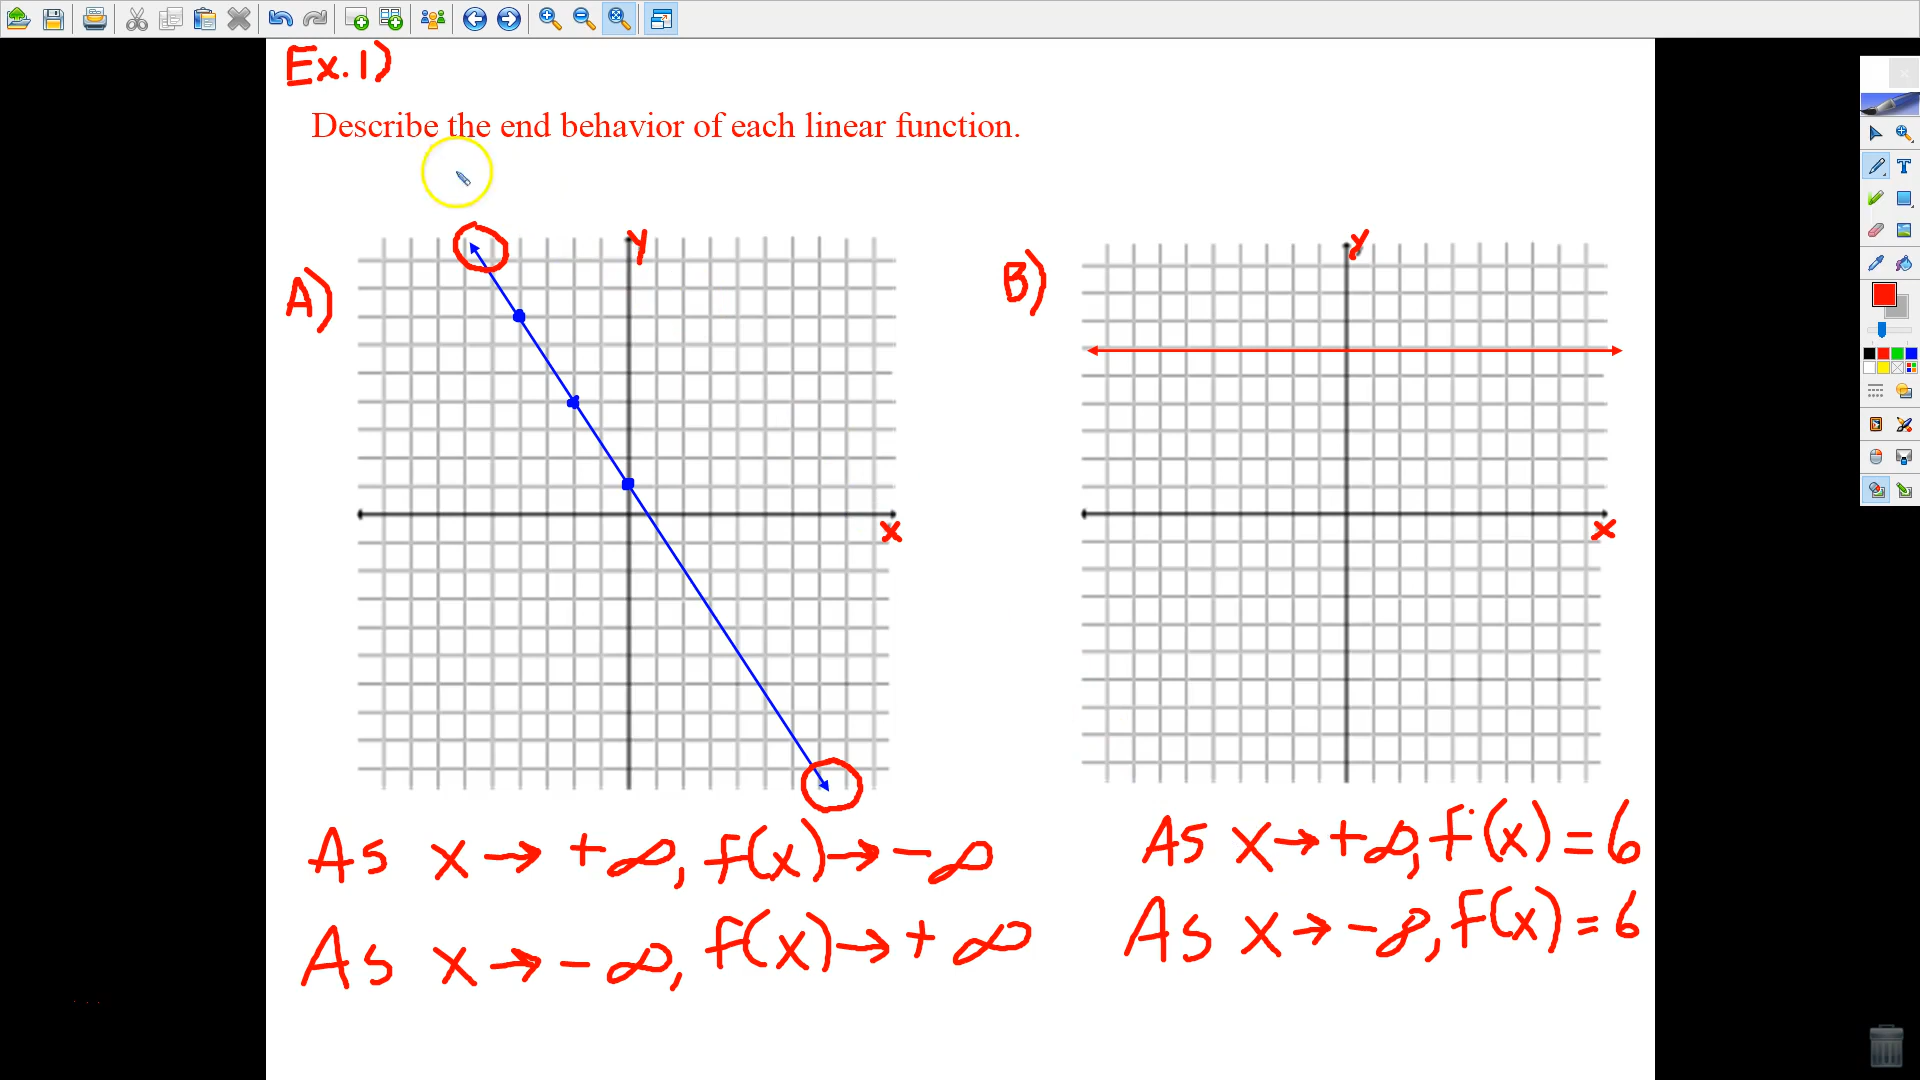 Ex. 1)
Describe the end behavior of each linear function.
A)
y
x
B)
y
x
As x → +∞, f(x) → -∞
As x → -∞, f(x) → +∞
As x → +∞, f(x) = 6
As x → -∞, f(x) = 6
T